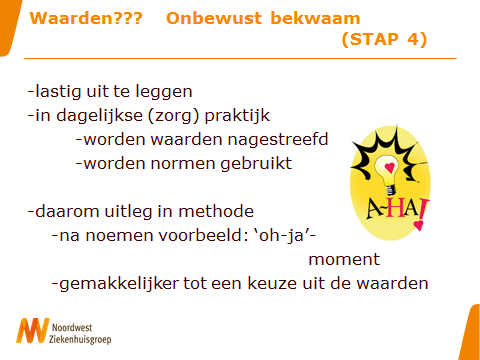 Waarden??? Onbewust bekwaam
(STAP 4)
-lastig uit te leggen
-in dagelijkse (zorg) praktijk
-worden waarden nagestreefd
-worden normen gebruikt
A-HA!
-daarom uitleg in methode
-na noemen voorbeeld: ‘oh-ja’-
moment
-gemakkelijker tot een keuze uit de waarden
Noordwest
Ziekenhuisgroep